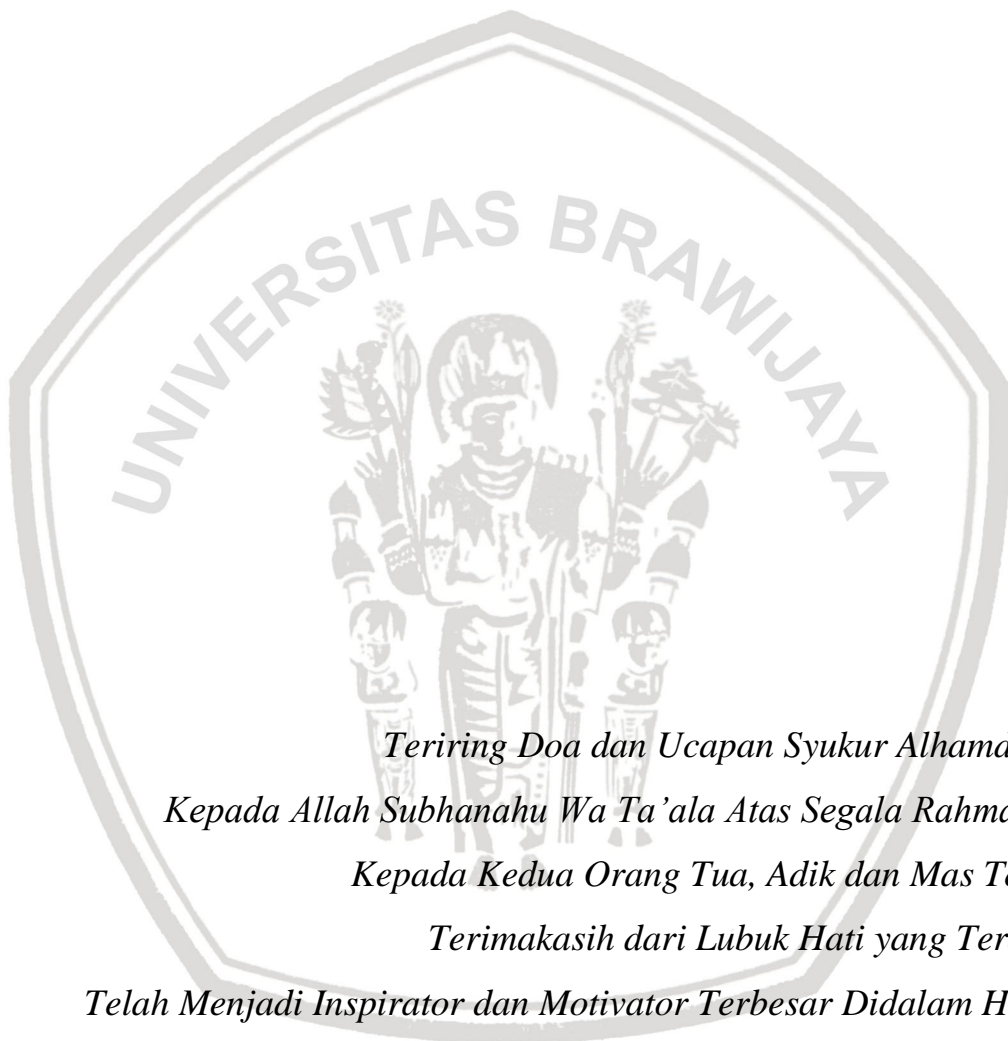 UNIVERSITAS BRAWIJAYA
Teriring Doa dan Ucapan Syukur
Kepada Allah Subhanahu Wa Ta’ala Atas Segala
Kepada Kedua Orang Tua, Adik dan Mas
Terimakasih dari Lubuk Hati yang
Telah Menjadi Inspirator dan Motivator Terbesar Didalam